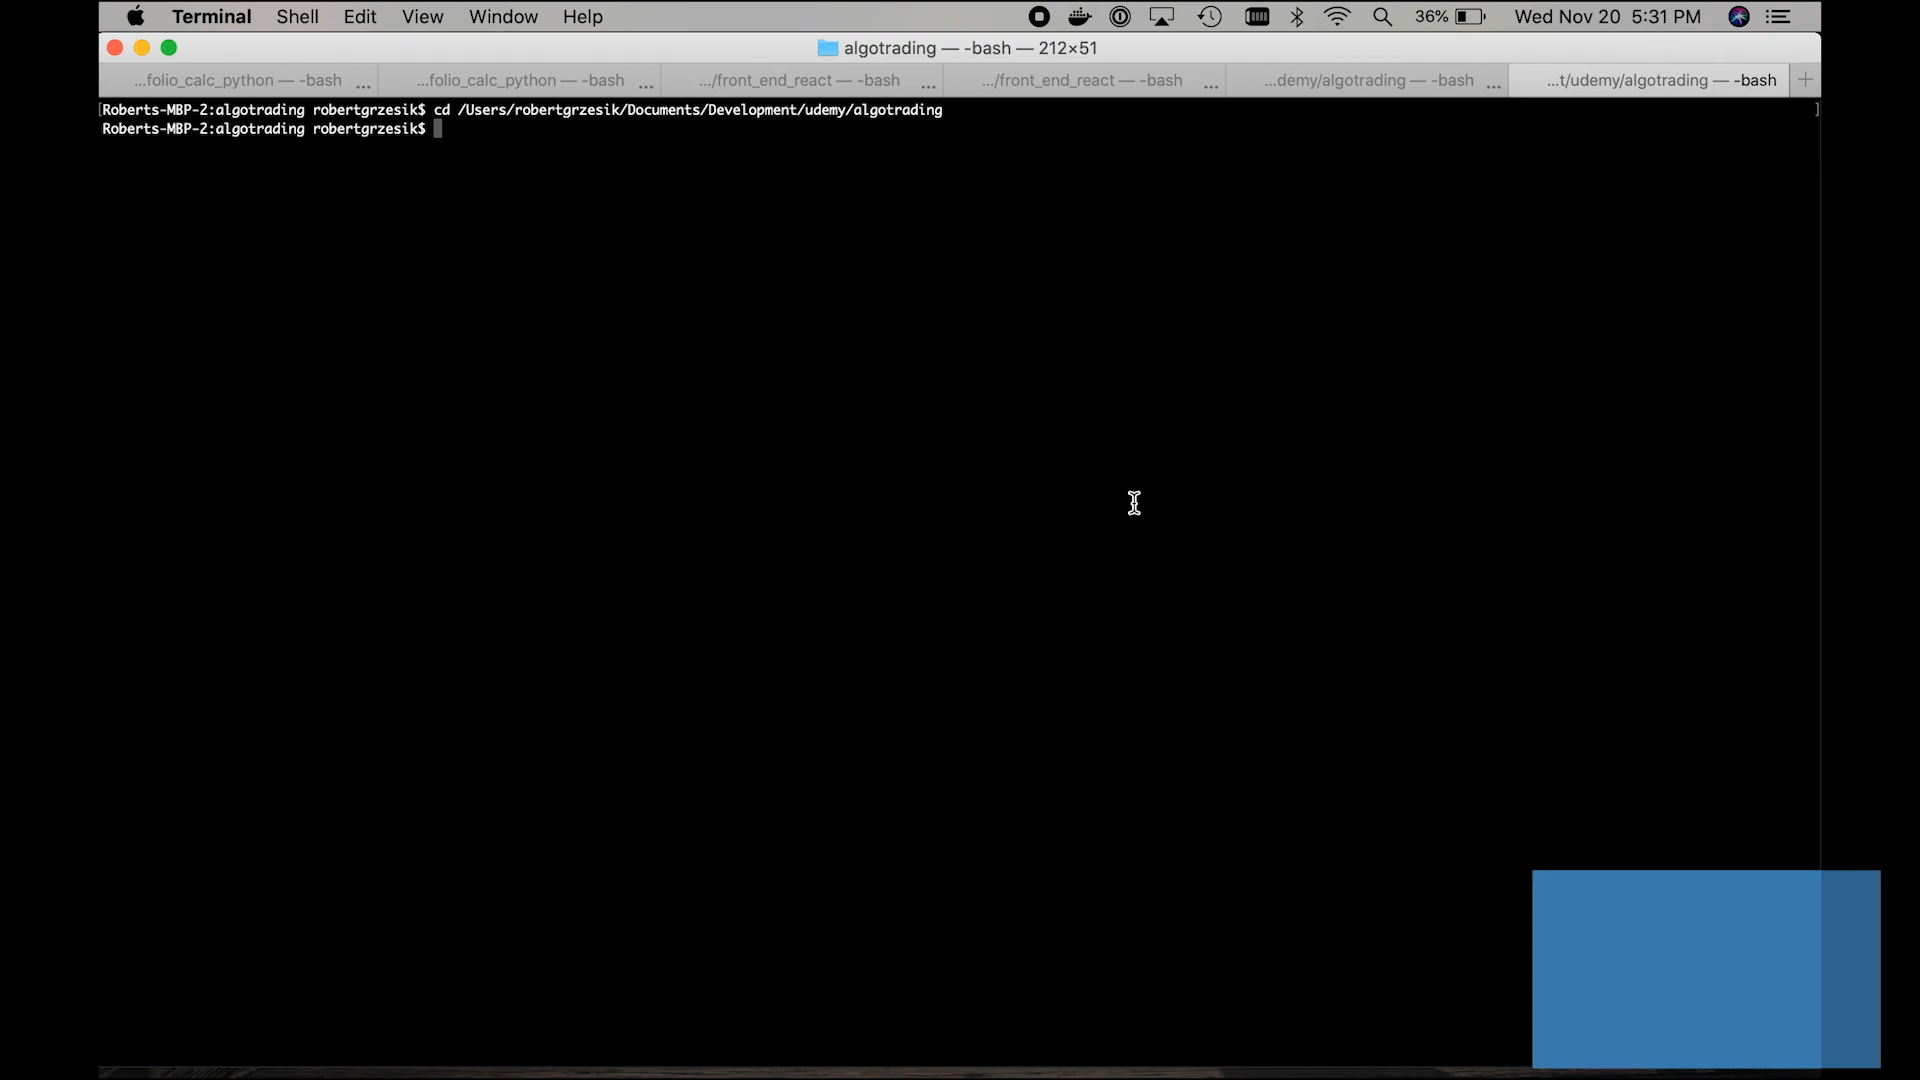 Terminal Shell Edit View Window Help 36% Wed Nov 20 5:31 PM
algotrading — -bash — 212×51
...folio_calc_python — -bash ... ...folio_calc_python — -bash ... .../front_end_react — -bash ... .../front_end_react — -bash ... ...demy/algotrading — -bash ... ...t/udemy/algotrading — -bash +
[Roberts-MBP-2:algotrading robertgrzesik$ cd /Users/robertgrzesik/Documents/Development/udemy/algotrading ]
Roberts-MBP-2:algotrading robertgrzesik$